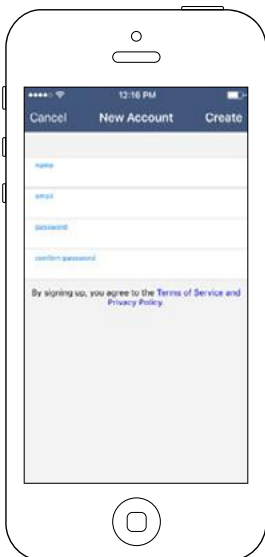 12:16 PM
Cancel New Account Create
name
email
password
confirm password
By signing up, you agree to the Terms of Service and
Privacy Policy